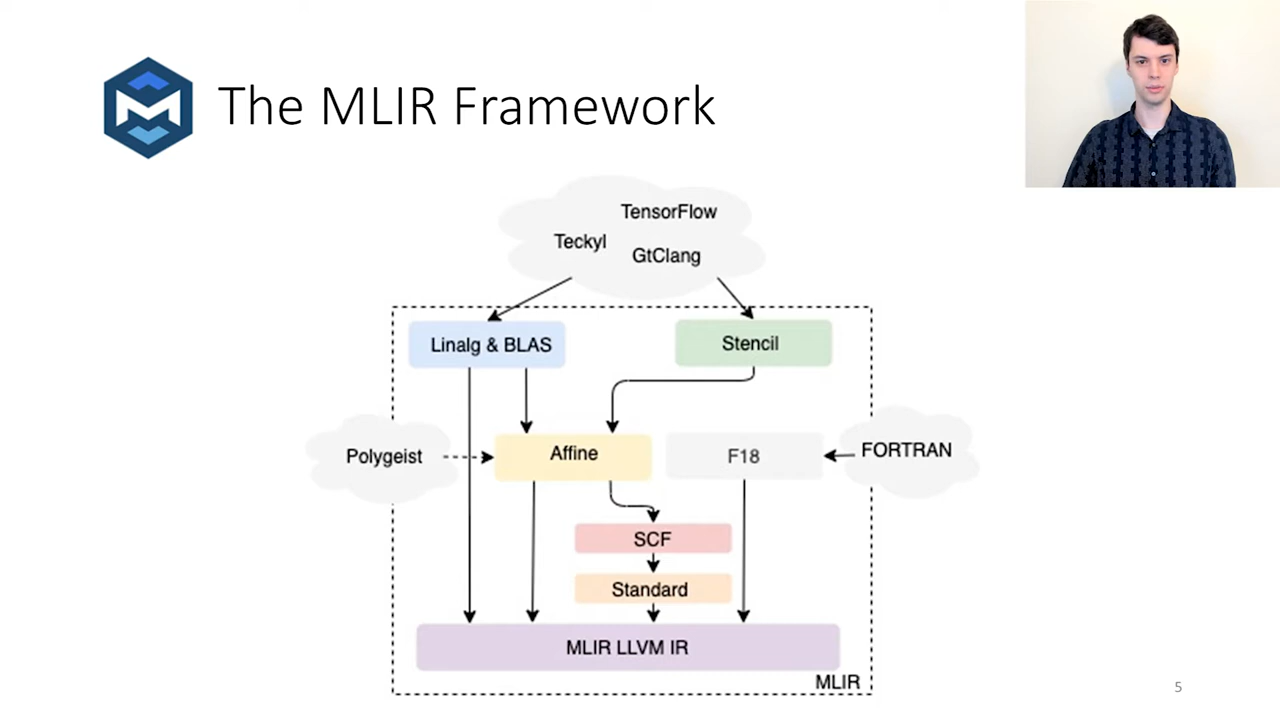 The MLIR Framework
TensorFlow
Teckyl
GtClang
Linalg & BLAS
Stencil
Polygeist
Affine
F18
FORTRAN
SCF
Standard
MLIR LLVM IR
MLIR
5